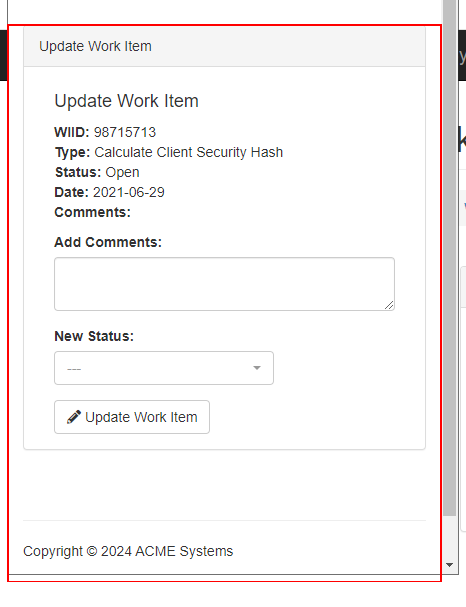 Update Work Item
Update Work Item
WIID: 98715713
Type: Calculate Client Security Hash
Status: Open
Date: 2021-06-29
Comments:
Add Comments:
New Status:
---
Update Work Item
Copyright © 2024 ACME Systems